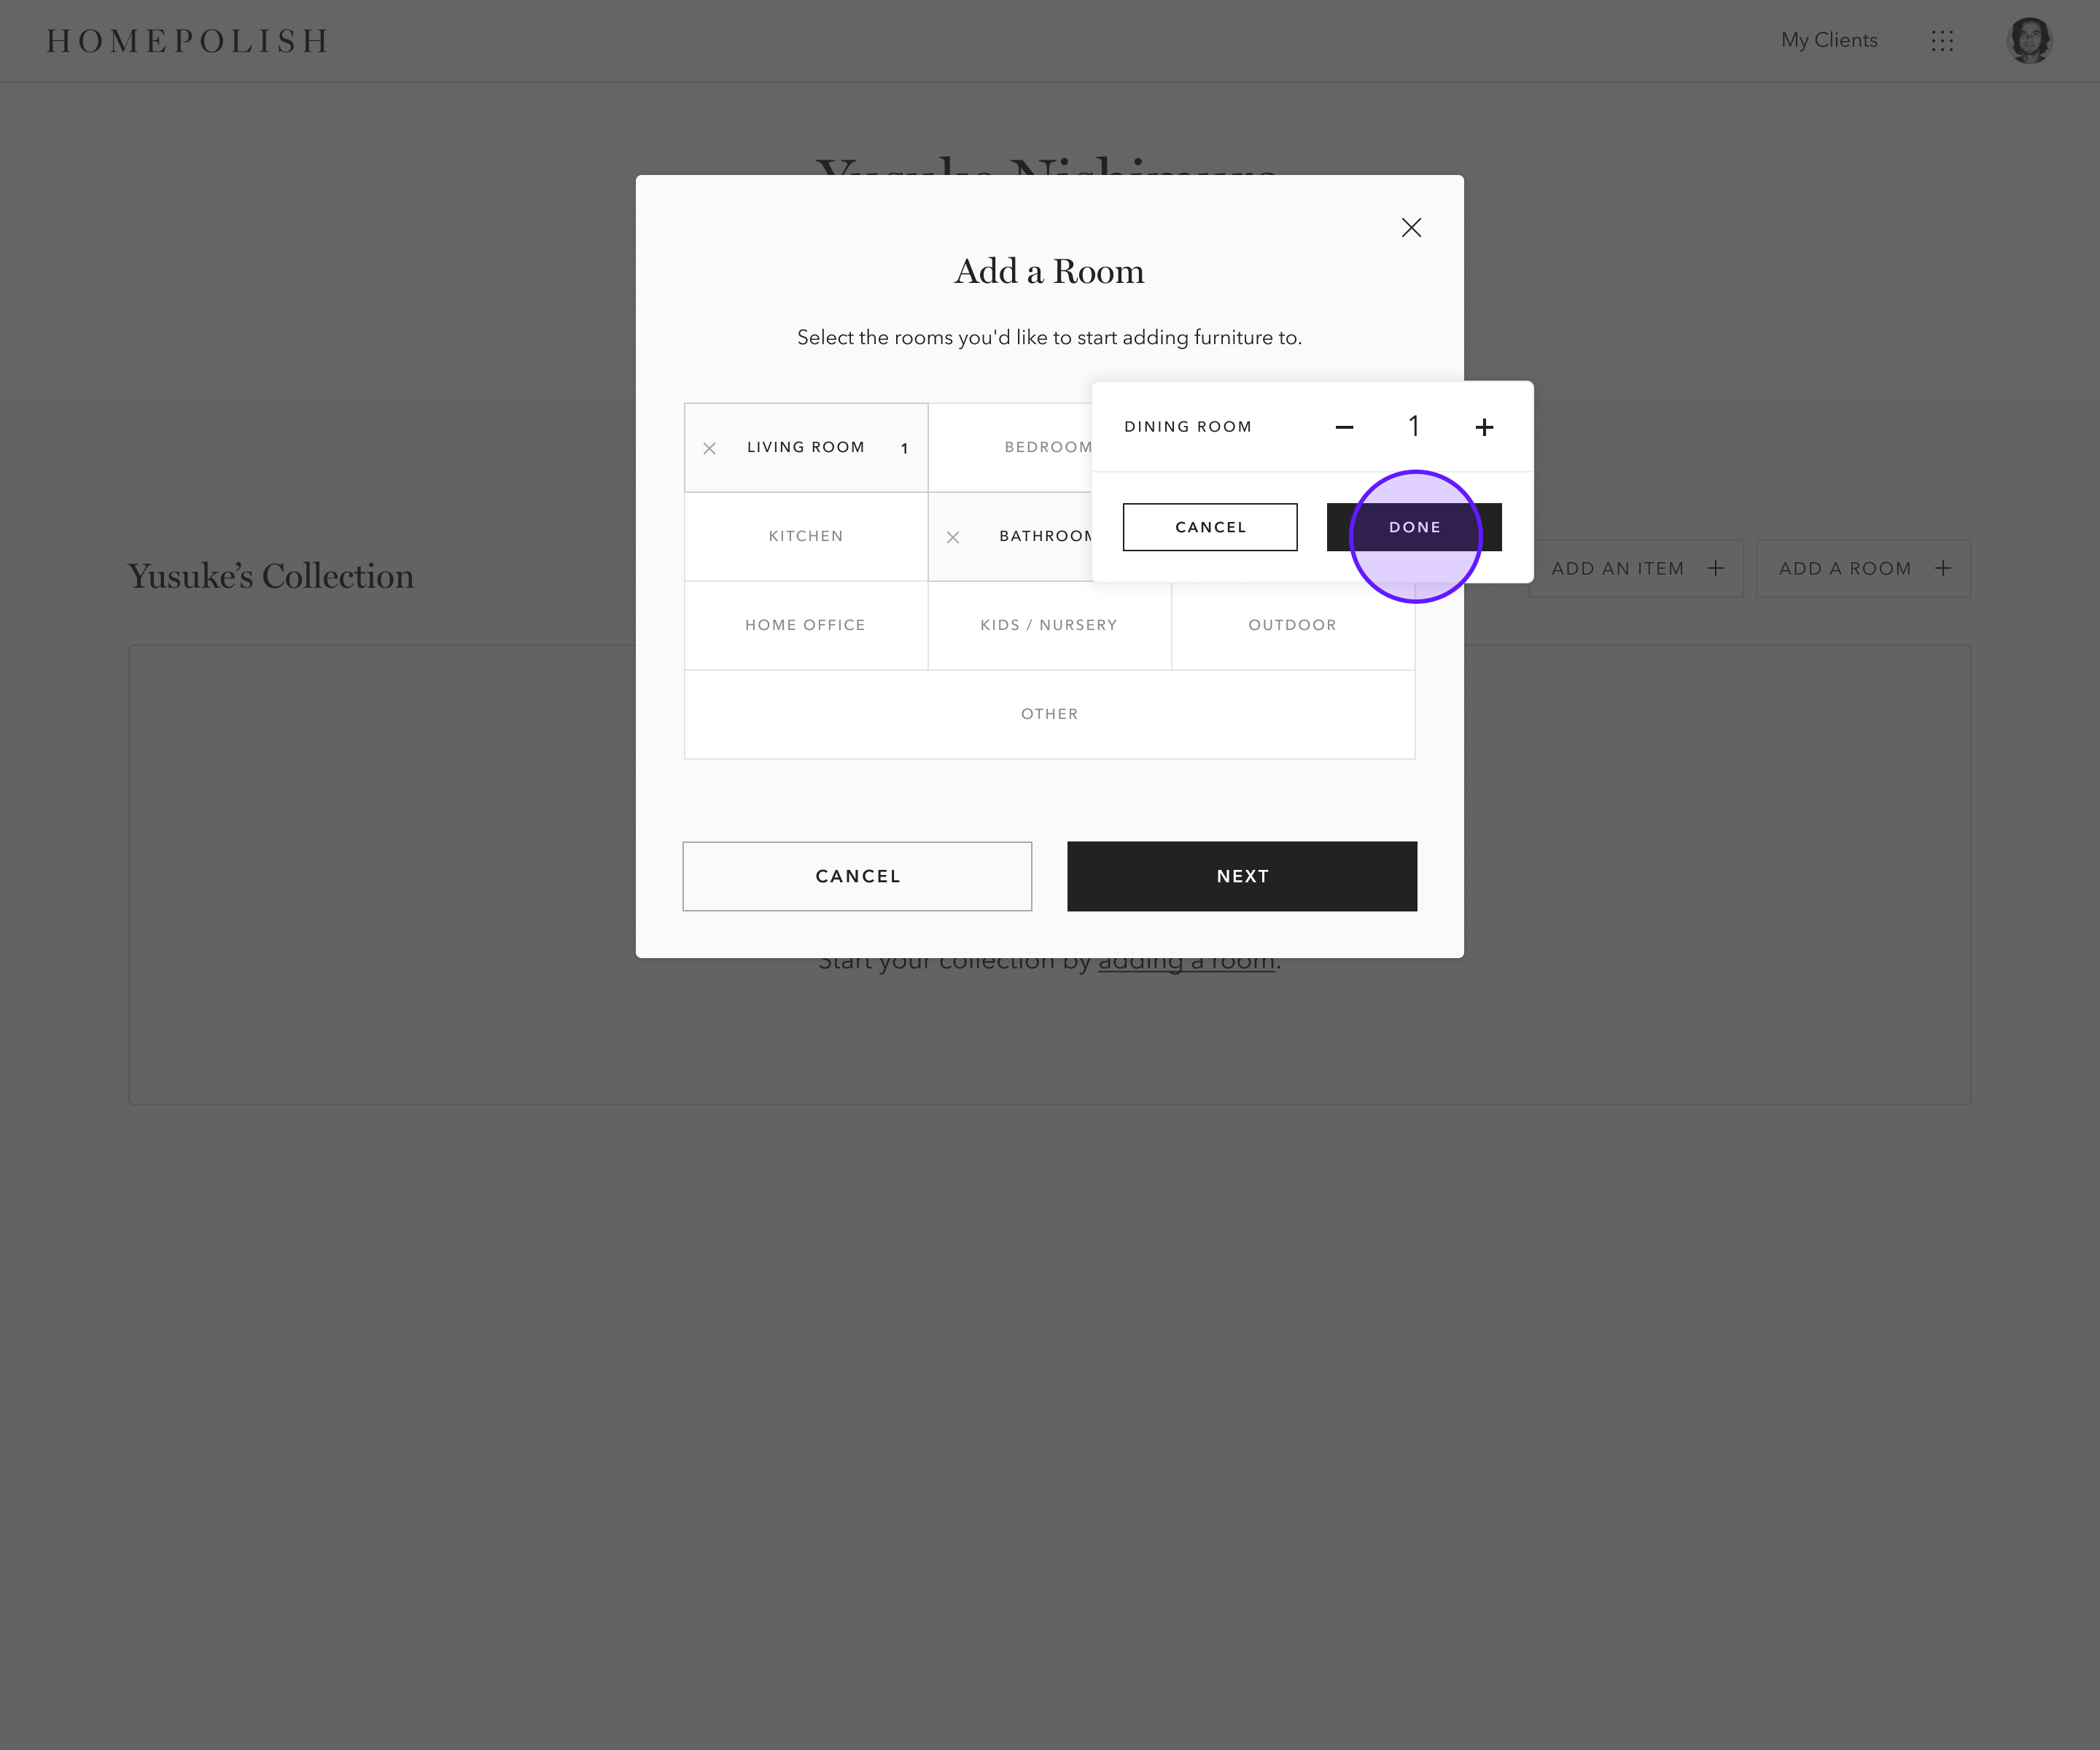 HOMEPOLISH
My Clients
Yusuke Nishimura
Add a Room
Select the rooms you'd like to start adding furniture to.
LIVING ROOM 1
BEDROOM
DINING ROOM
1
KITCHEN
BATHROOM
CANCEL
DONE
Yusuke’s Collection
ADD AN ITEM
ADD A ROOM
HOME OFFICE
KIDS / NURSERY
OUTDOOR
OTHER
CANCEL
NEXT
Start your collection by adding a room.